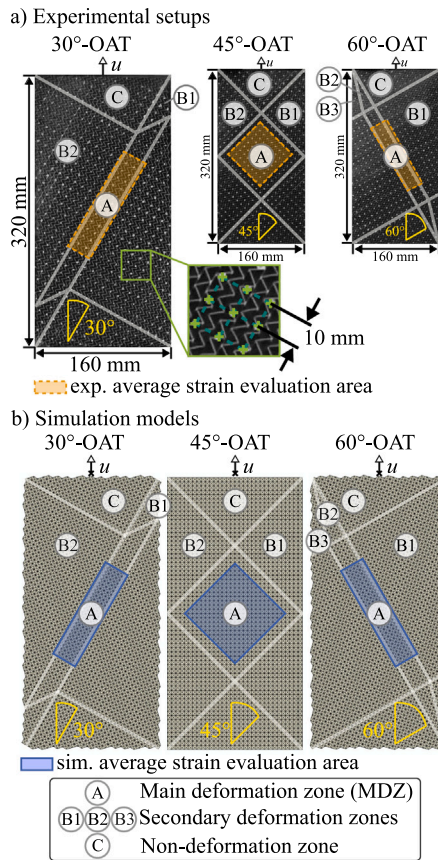 a) Experimental setups
30°-OAT 45°-OAT 60°-OAT
u u u
C C B2 C
B1 B3
B2 B2 B1 B1
A A A
320 mm 320 mm 320 mm
30° 45° 60°
160 mm 160 mm 160 mm
10 mm
exp. average strain evaluation area
b) Simulation models
30°-OAT 45°-OAT 60°-OAT
u u u
C C C
B1 B2
B2 B2 B1 B3 B1
A A A
30° 45° 60°
sim. average strain evaluation area
A Main deformation zone (MDZ)
B1 B2 B3 Secondary deformation zones
C Non-deformation zone